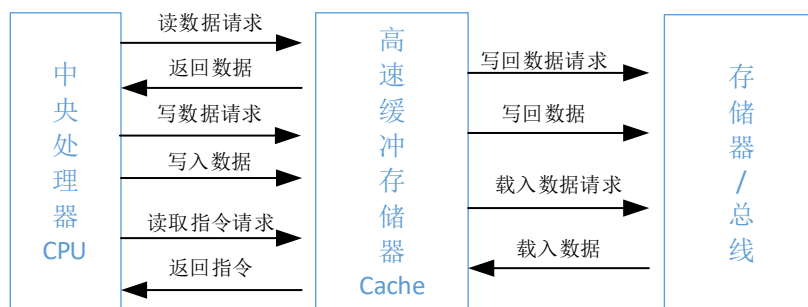 中央处理器
CPU
读数据请求
返回数据
写数据请求
写入数据
读取指令请求
返回指令
高速缓冲存储器
Cache
写回数据请求
写回数据
载入数据请求
载入数据
存储器/总线